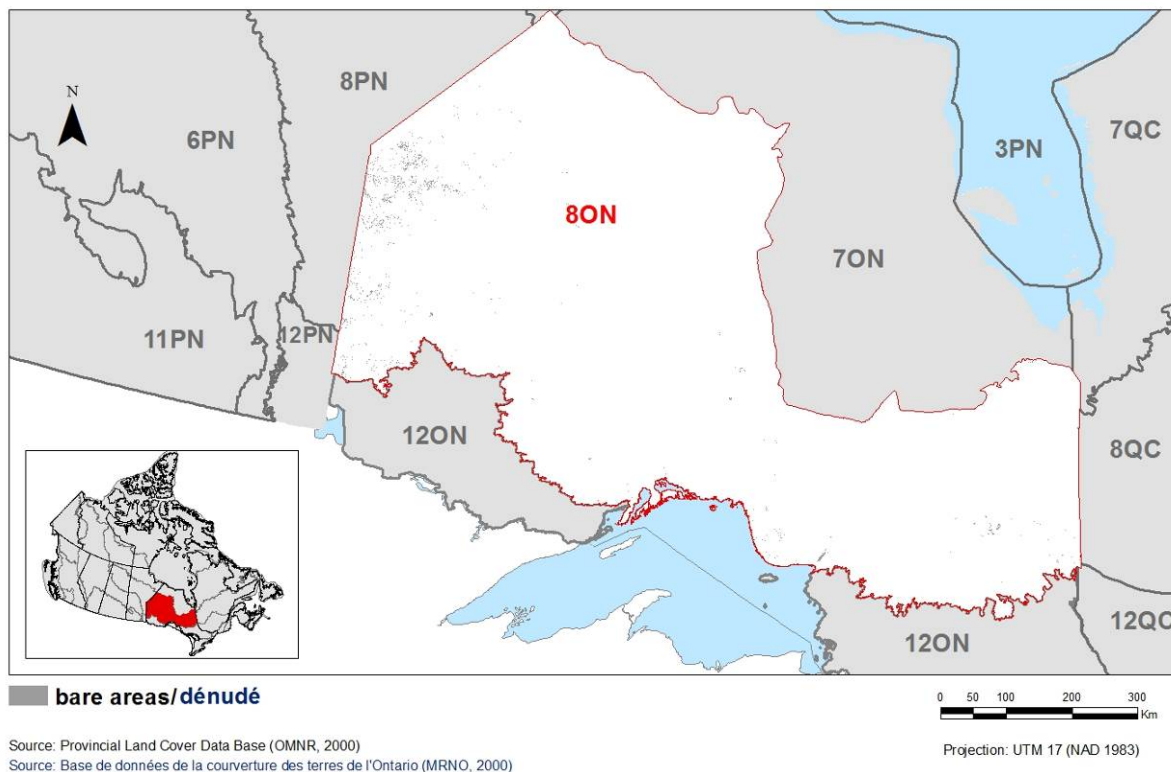 N
8PN
6PN
7QC
3PN
8ON
7ON
11PN
12PN
12ON
8QC
12ON
12QC
bare areas/dénudé
0 50 100 200 300
Km
Source: Provincial Land Cover Data Base (OMNR, 2000)
Projection: UTM 17 (NAD 1983)
Source: Base de données de la courverture des terres de l'Ontario (MRNO, 2000)